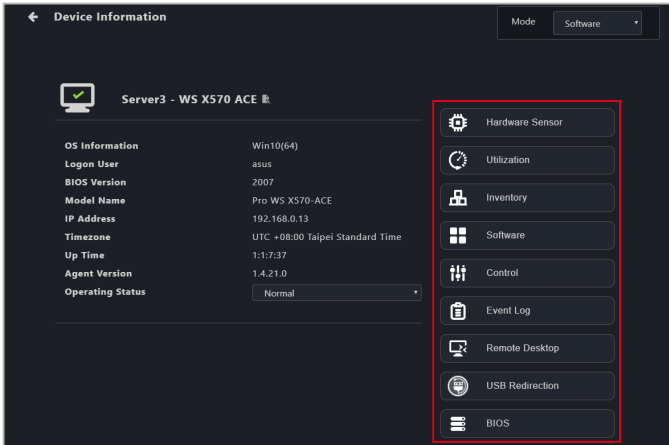 Device Information
Mode Software
Server3 - WS X570 ACE
OS Information Win10(64)
Logon User asus
BIOS Version 2007
Model Name Pro WS X570-ACE
IP Address 192.168.0.13
Timezone UTC +08:00 Taipei Standard Time
Up Time 1:1:7:37
Agent Version 1.4.21.0
Operating Status Normal
Hardware Sensor
Utilization
Inventory
Software
Control
Event Log
Remote Desktop
USB Redirection
BIOS